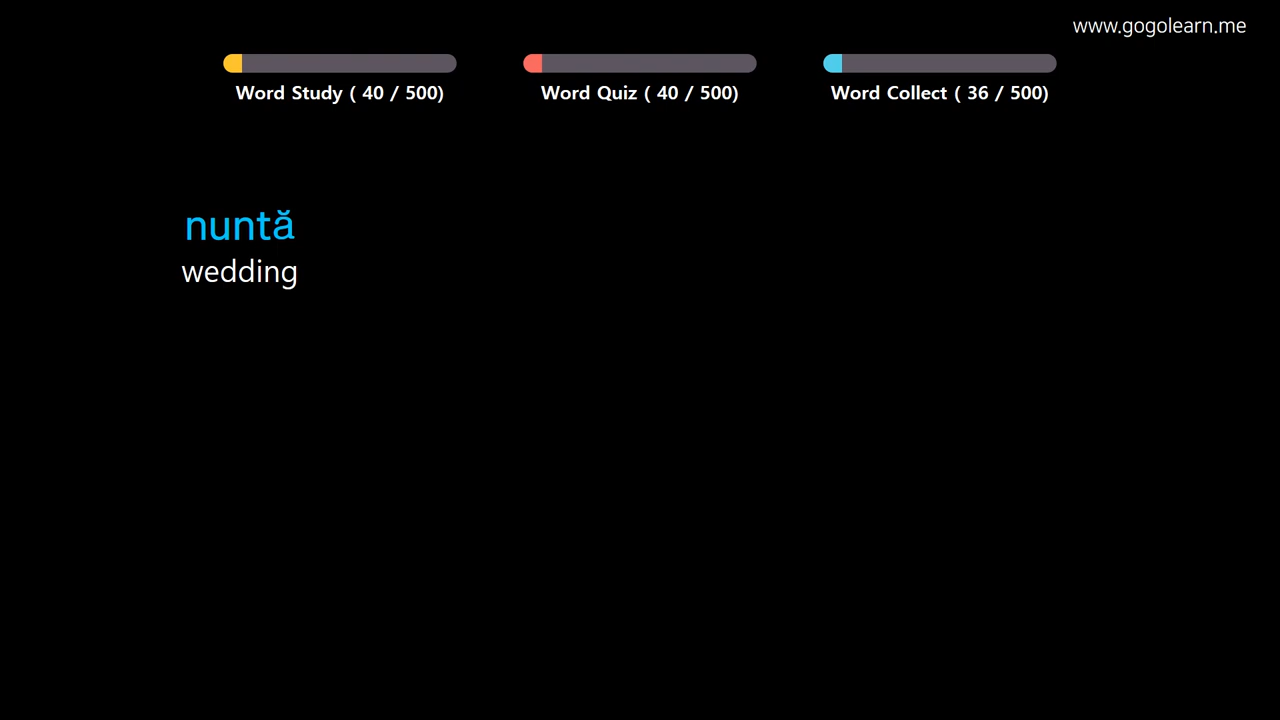 www.gogolearn.me
Word Study ( 40 / 500)
Word Quiz ( 40 / 500)
Word Collect ( 36 / 500)
nuntă
wedding